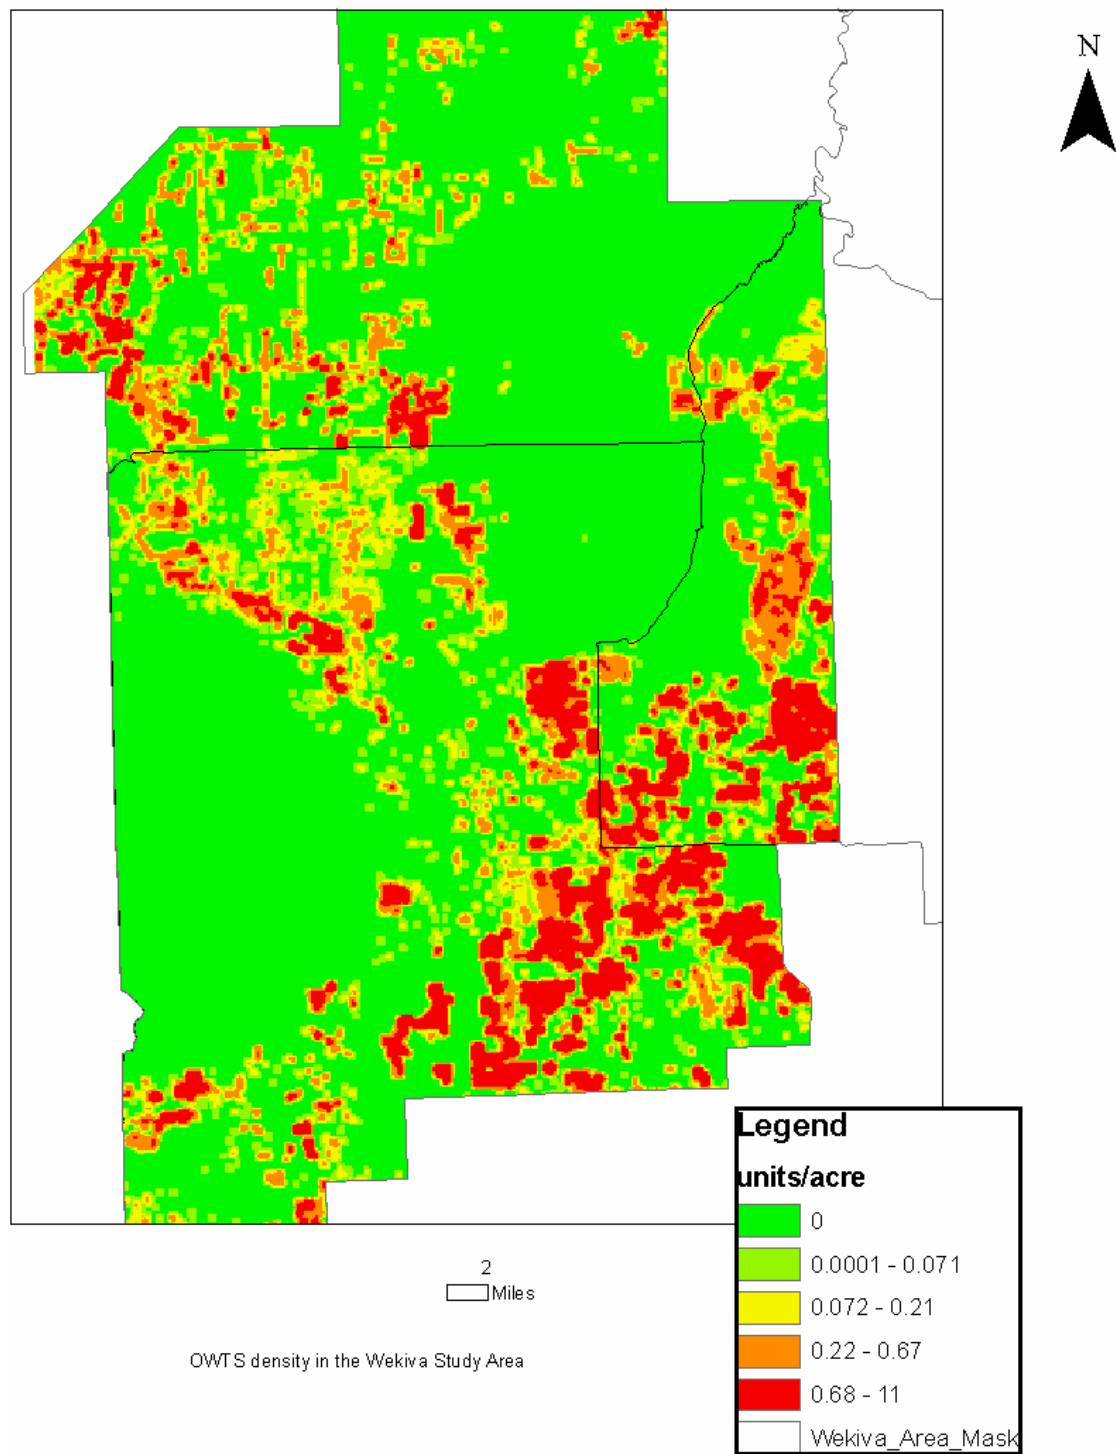 N
Legend
units/acre
0
0.0001 - 0.071
0.072 - 0.21
0.22 - 0.67
0.68 - 11
Wekiva_Area_Mask
2
Miles
OWTS density in the Wekiva Study Area